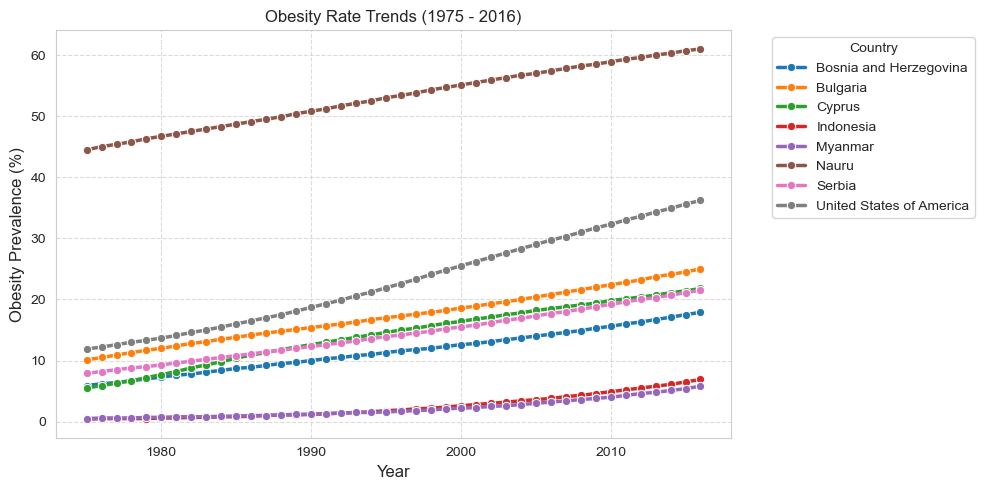 Obesity Rate Trends (1975 - 2016)
Obesity Prevalence (%)
60
50
40
30
20
10
0
1980
1990
2000
2010
Year
Country
Bosnia and Herzegovina
Bulgaria
Cyprus
Indonesia
Myanmar
Nauru
Serbia
United States of America